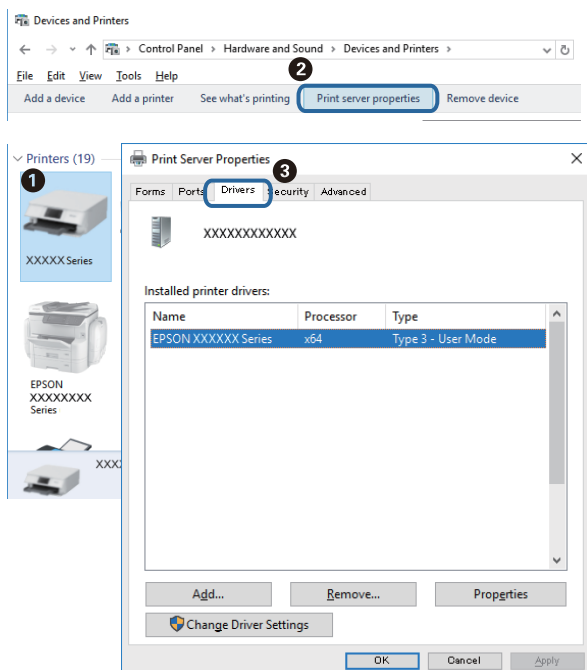 Devices and Printers
Control Panel > Hardware and Sound > Devices and Printers >
2
File Edit View Tools Help
Add a device Add a printer See what's printing Print server properties Remove device
Printers (19)
1
XXXXX Series
EPSON
XXXXXXXX
Series
XXX
Print Server Properties
3
Forms Ports Drivers Security Advanced
XXXXXXXXXXXX
Installed printer drivers:
Name Processor Type
EPSON XXXXXX Series x64 Type 3 - User Mode
Add... Remove... Properties
Change Driver Settings
OK Cancel Apply